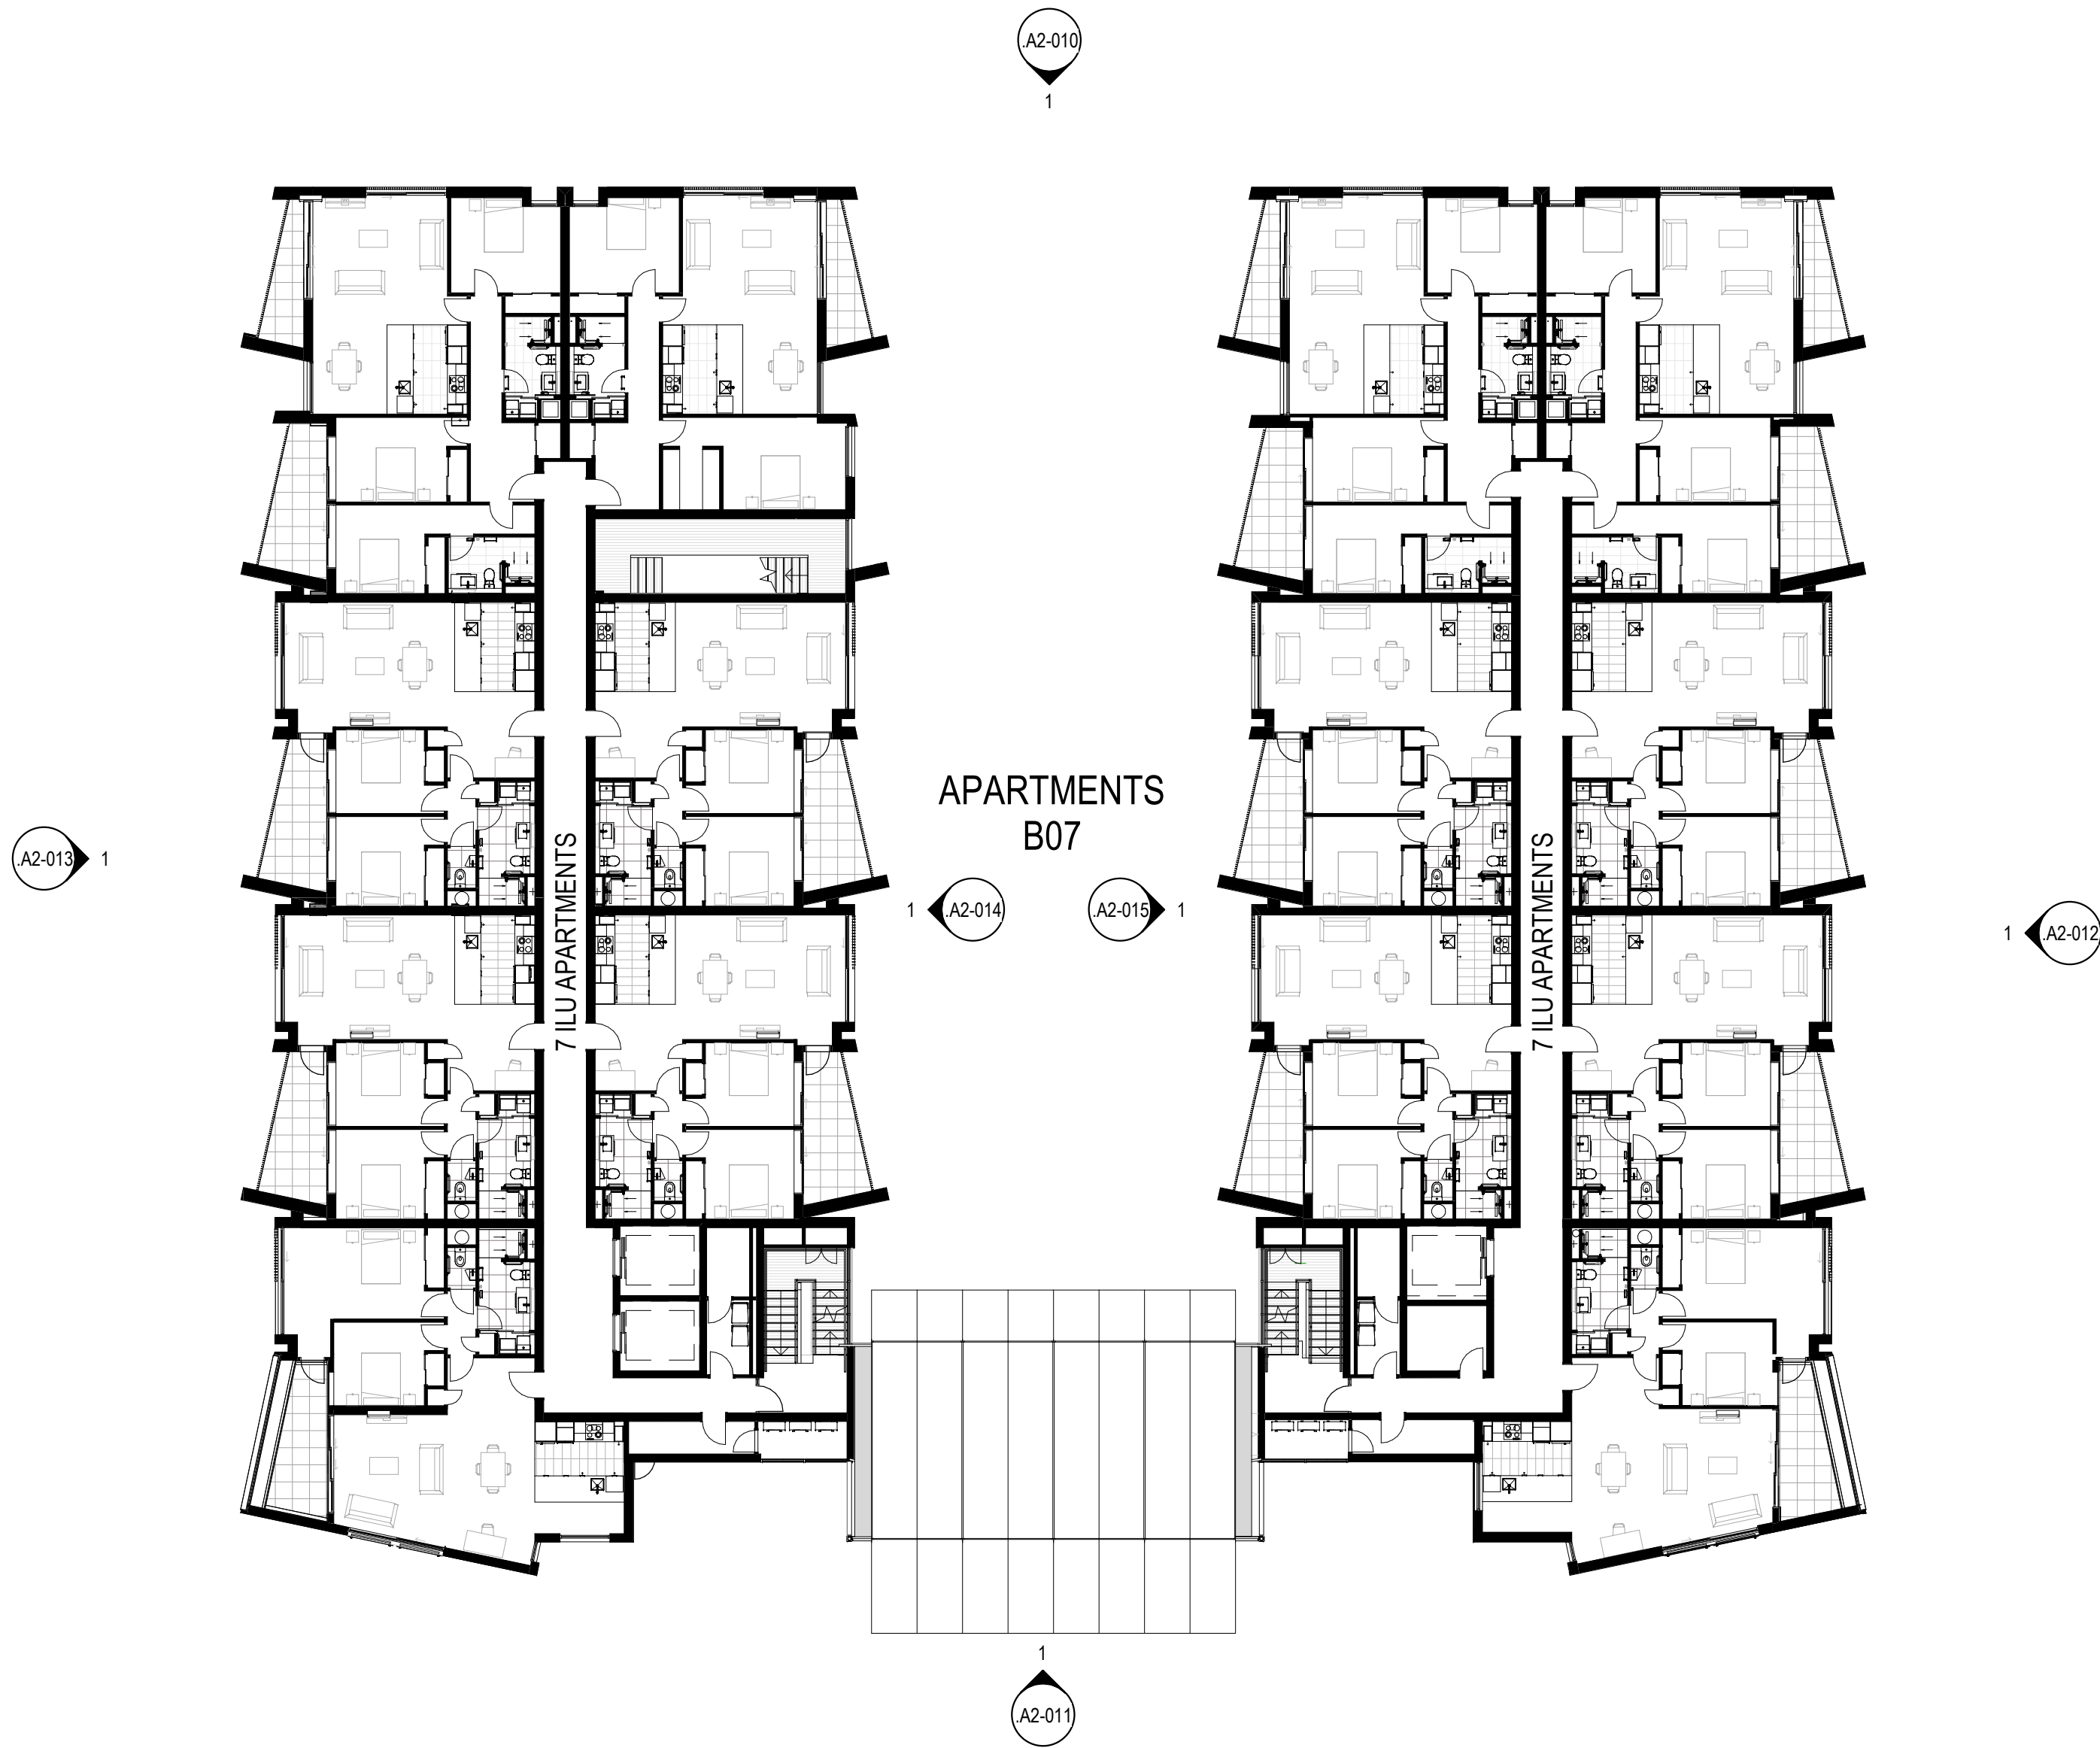 .A2-010
1
APARTMENTS
B07
7 ILU APARTMENTS
7 ILU APARTMENTS
.A2-013 1
1 .A2-014
.A2-015 1
1 .A2-012
1
.A2-011